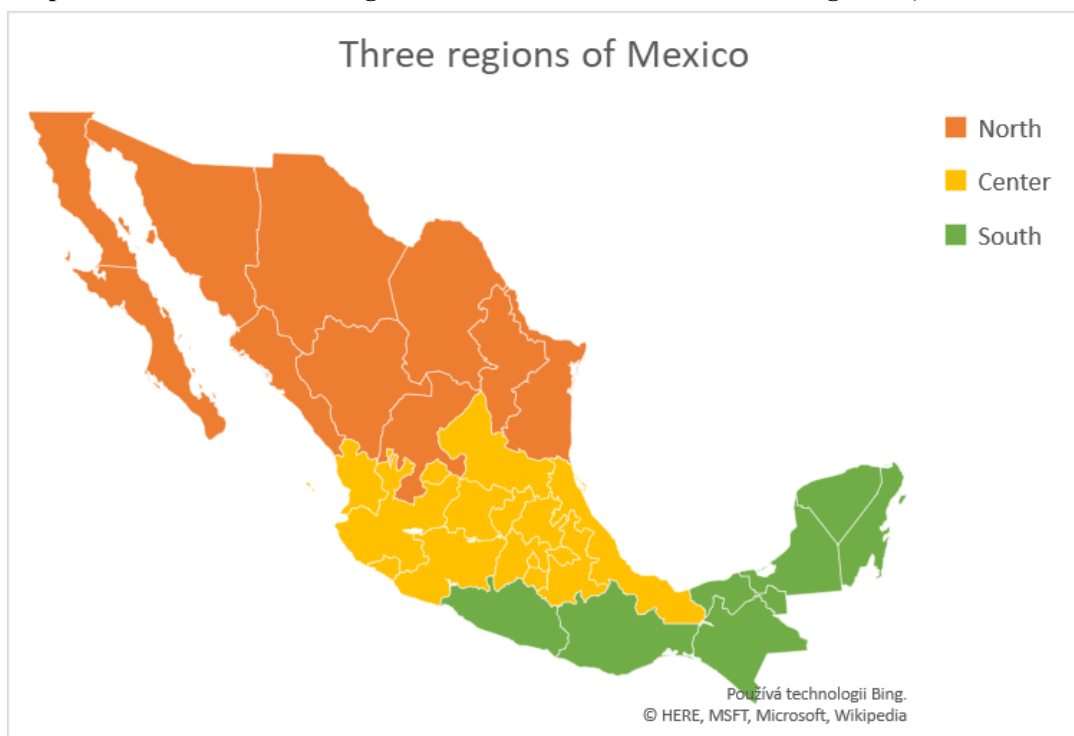 Three regions of Mexico
North
Center
South
Používá technologii Bing.
© HERE, MSFT, Microsoft, Wikipedia